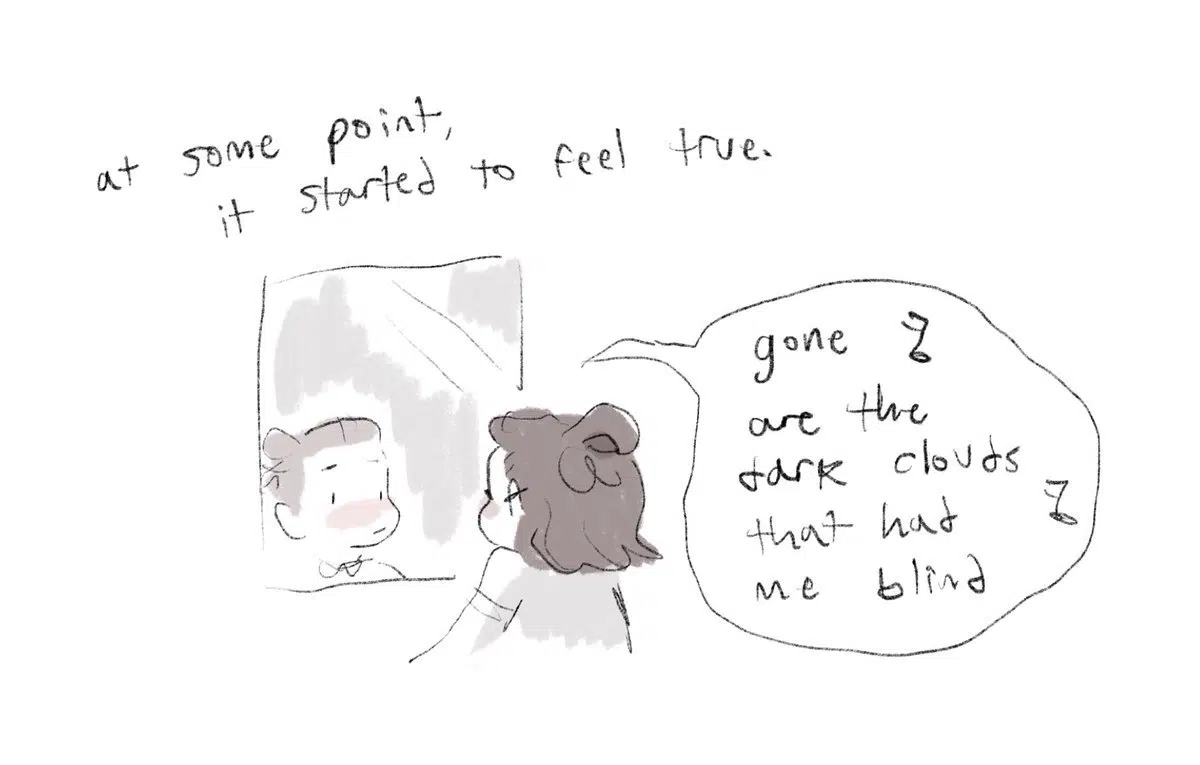 at some point,
it started to feel true.
gone
are the
dark clouds
that had
me blind